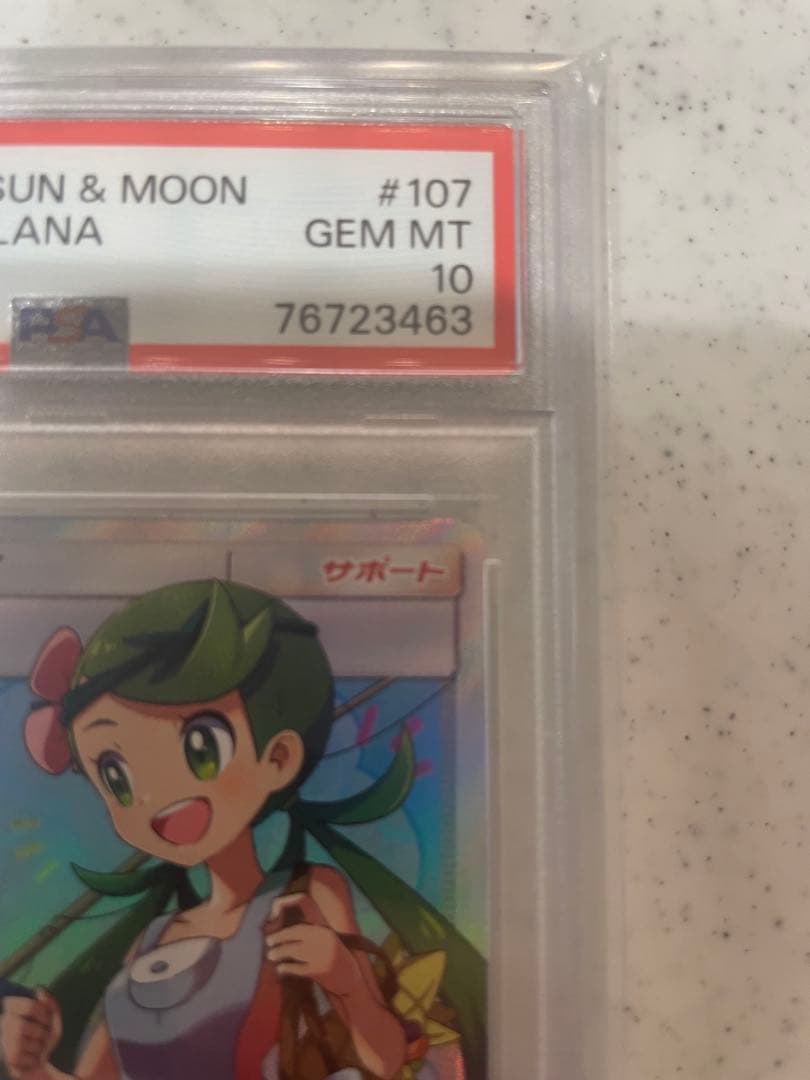 SUN & MOON #107
LANA GEM MT
10
PSA 76723463
サポート